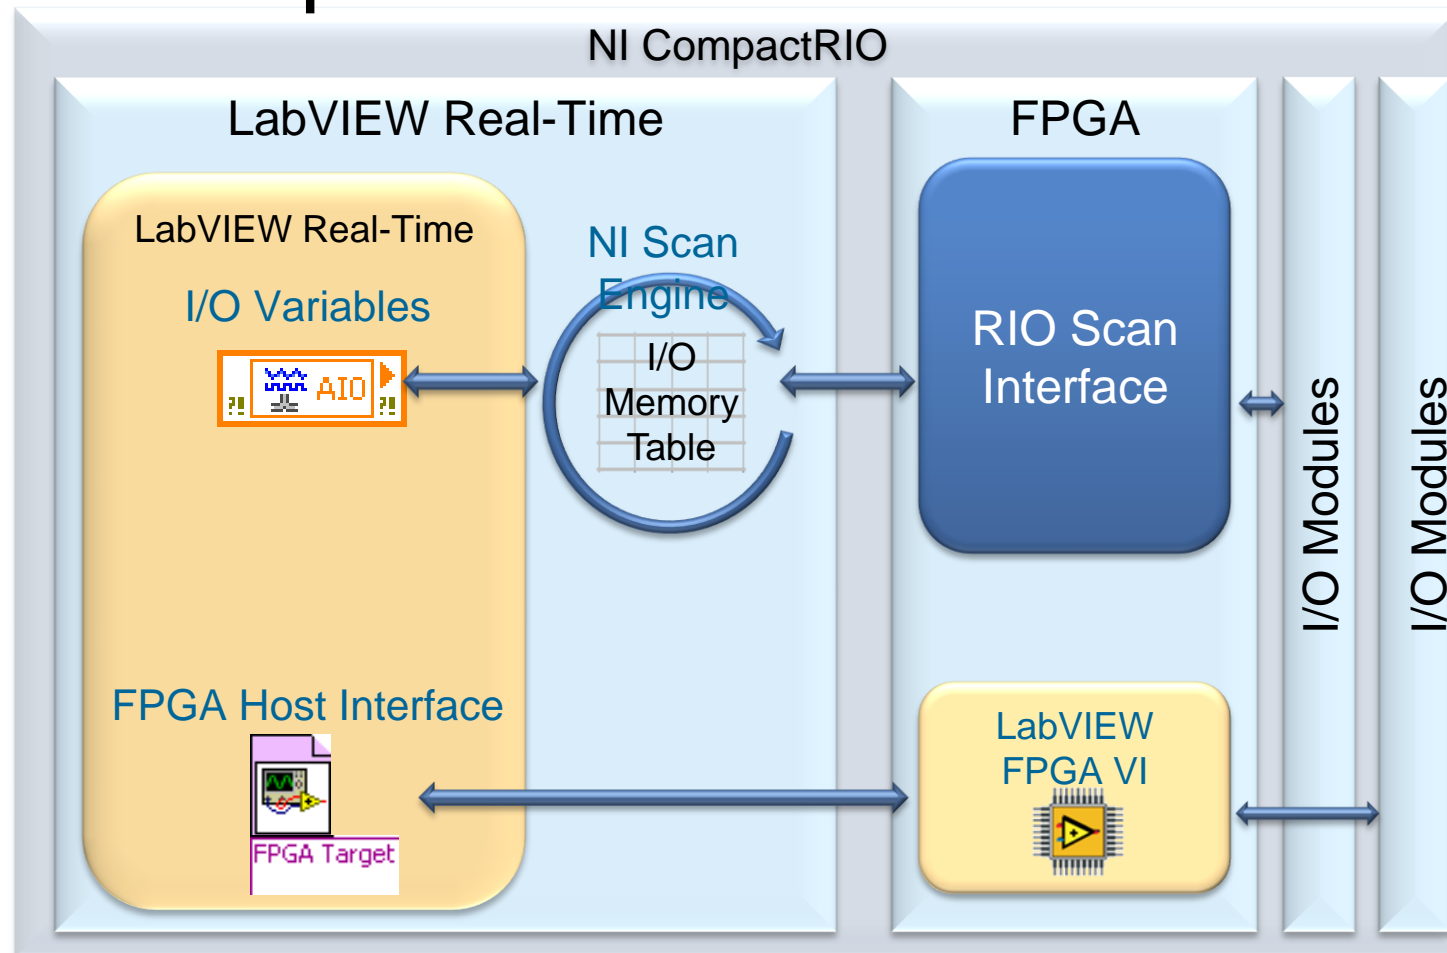 NI CompactRIO
LabVIEW Real-Time
FPGA
LabVIEW Real-Time
I/O Variables
?!
AIO
?!
NI Scan
Engine
I/O
Memory
Table
RIO Scan
Interface
I/O Modules
I/O Modules
FPGA Host Interface
FPGA Target
LabVIEW
FPGA VI